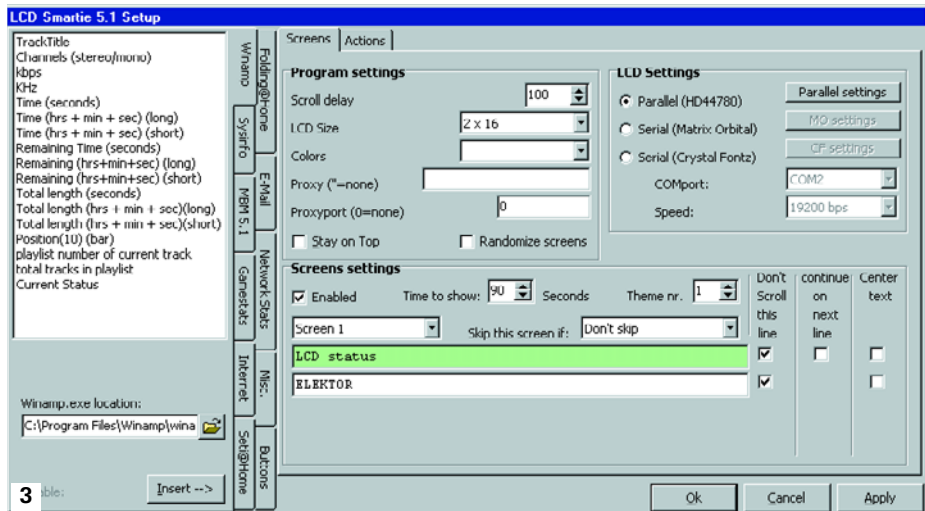 LCD Smartie 5.1 Setup
TrackTitle
Channels (stereo/mono)
kbps
KHz
Time (seconds)
Time (hrs + min + sec) (long)
Time (hrs + min + sec) (short)
Remaining Time (seconds)
Remaining (hrs+min+sec) (long)
Remaining (hrs+min+sec) (short)
Total length (seconds)
Total length (hrs + min + sec)(long)
Total length (hrs + min + sec)(short)
Position(10) (bar)
playlist number of current track
total tracks in playlist
Current Status
Winamp.exe location:
C:\Program Files\Winamp\wina
Insert -->
3
Winamp
Sysinfo
MBM 5.1
Gamestats
Internet
Seti@Home
Folding@Home
E-Mail
Network Stats
Misc.
Buttons
Screens
Actions
Program settings
Scroll delay
100
LCD Size
2 x 16
Colors
Proxy (''=none)
Proxyport (0=none)
0
Stay on Top
Randomize screens
LCD Settings
Parallel (HD44780)
Parallel settings
Serial (Matrix Orbital)
MO settings
Serial (Crystal Fontz)
CF settings
COMport:
COM2
Speed:
19200 bps
Screens settings
Enabled
Time to show:
90
Seconds
Theme nr.
1
Don't
Scroll
this
line
continue
on
next
line
Center
text
Screen 1
Skip this screen if:
Don't skip
LCD status
ELEKTOR
Ok
Cancel
Apply